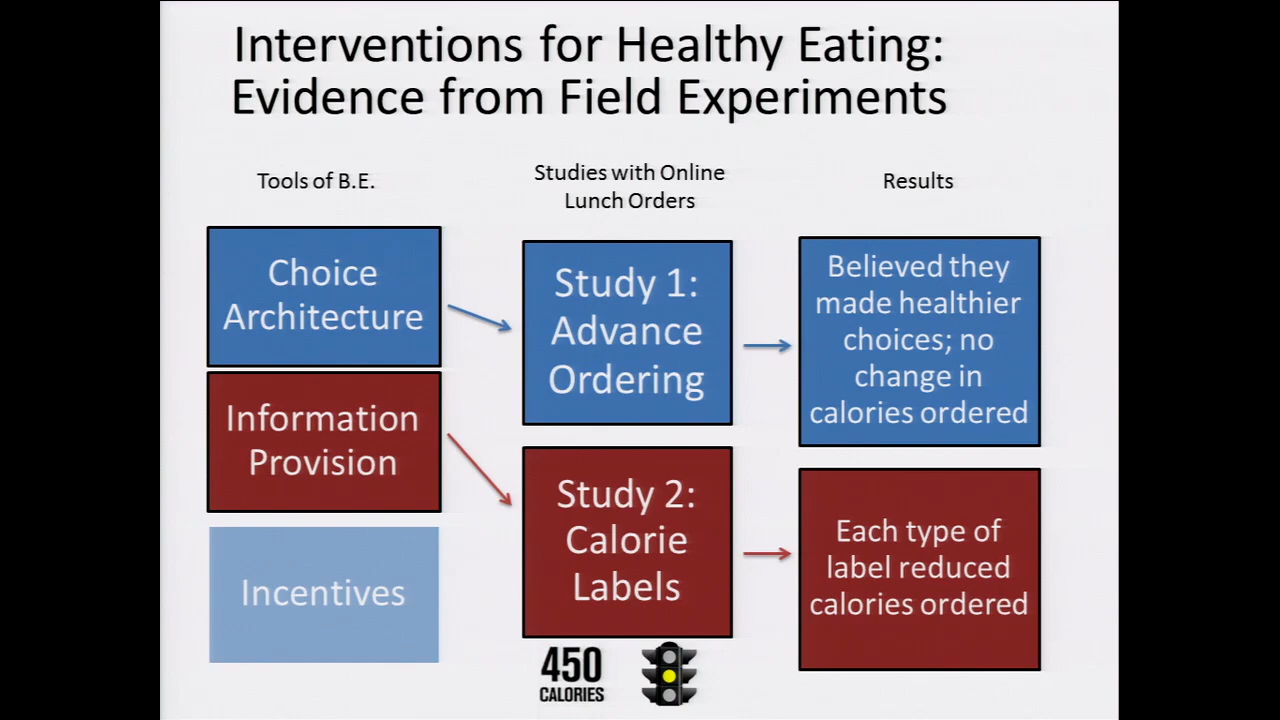 Interventions for Healthy Eating:
Evidence from Field Experiments
Tools of B.E.
Studies with Online
Lunch Orders
Results
Choice
Architecture
Study 1:
Advance
Ordering
Believed they
made healthier
choices; no
change in
calories ordered
Information
Provision
Study 2:
Calorie
Labels
Each type of
label reduced
calories ordered
Incentives
450
CALORIES